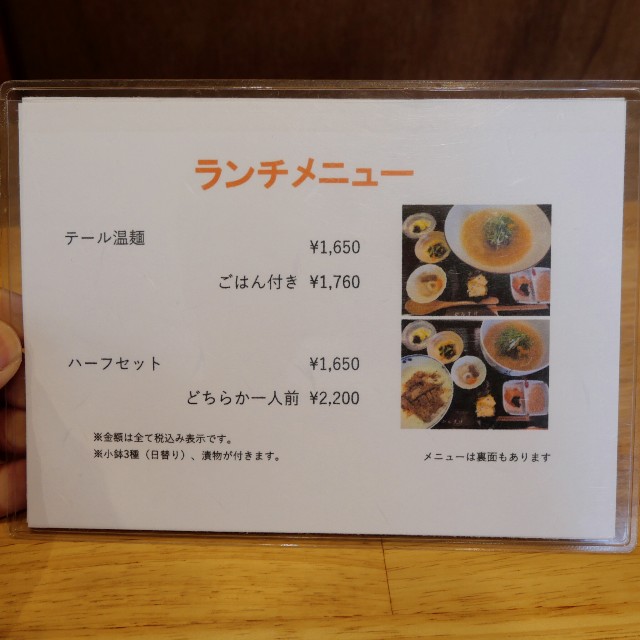 ランチメニュー
テール温麺
¥1,650
ごはん付き ¥1,760
ハーフセット ¥1,650
どちらか一人前 ¥2,200
※金額は全て税込み表示です。
※小鉢3種（日替り）、漬物が付きます。
メニューは裏面もあります